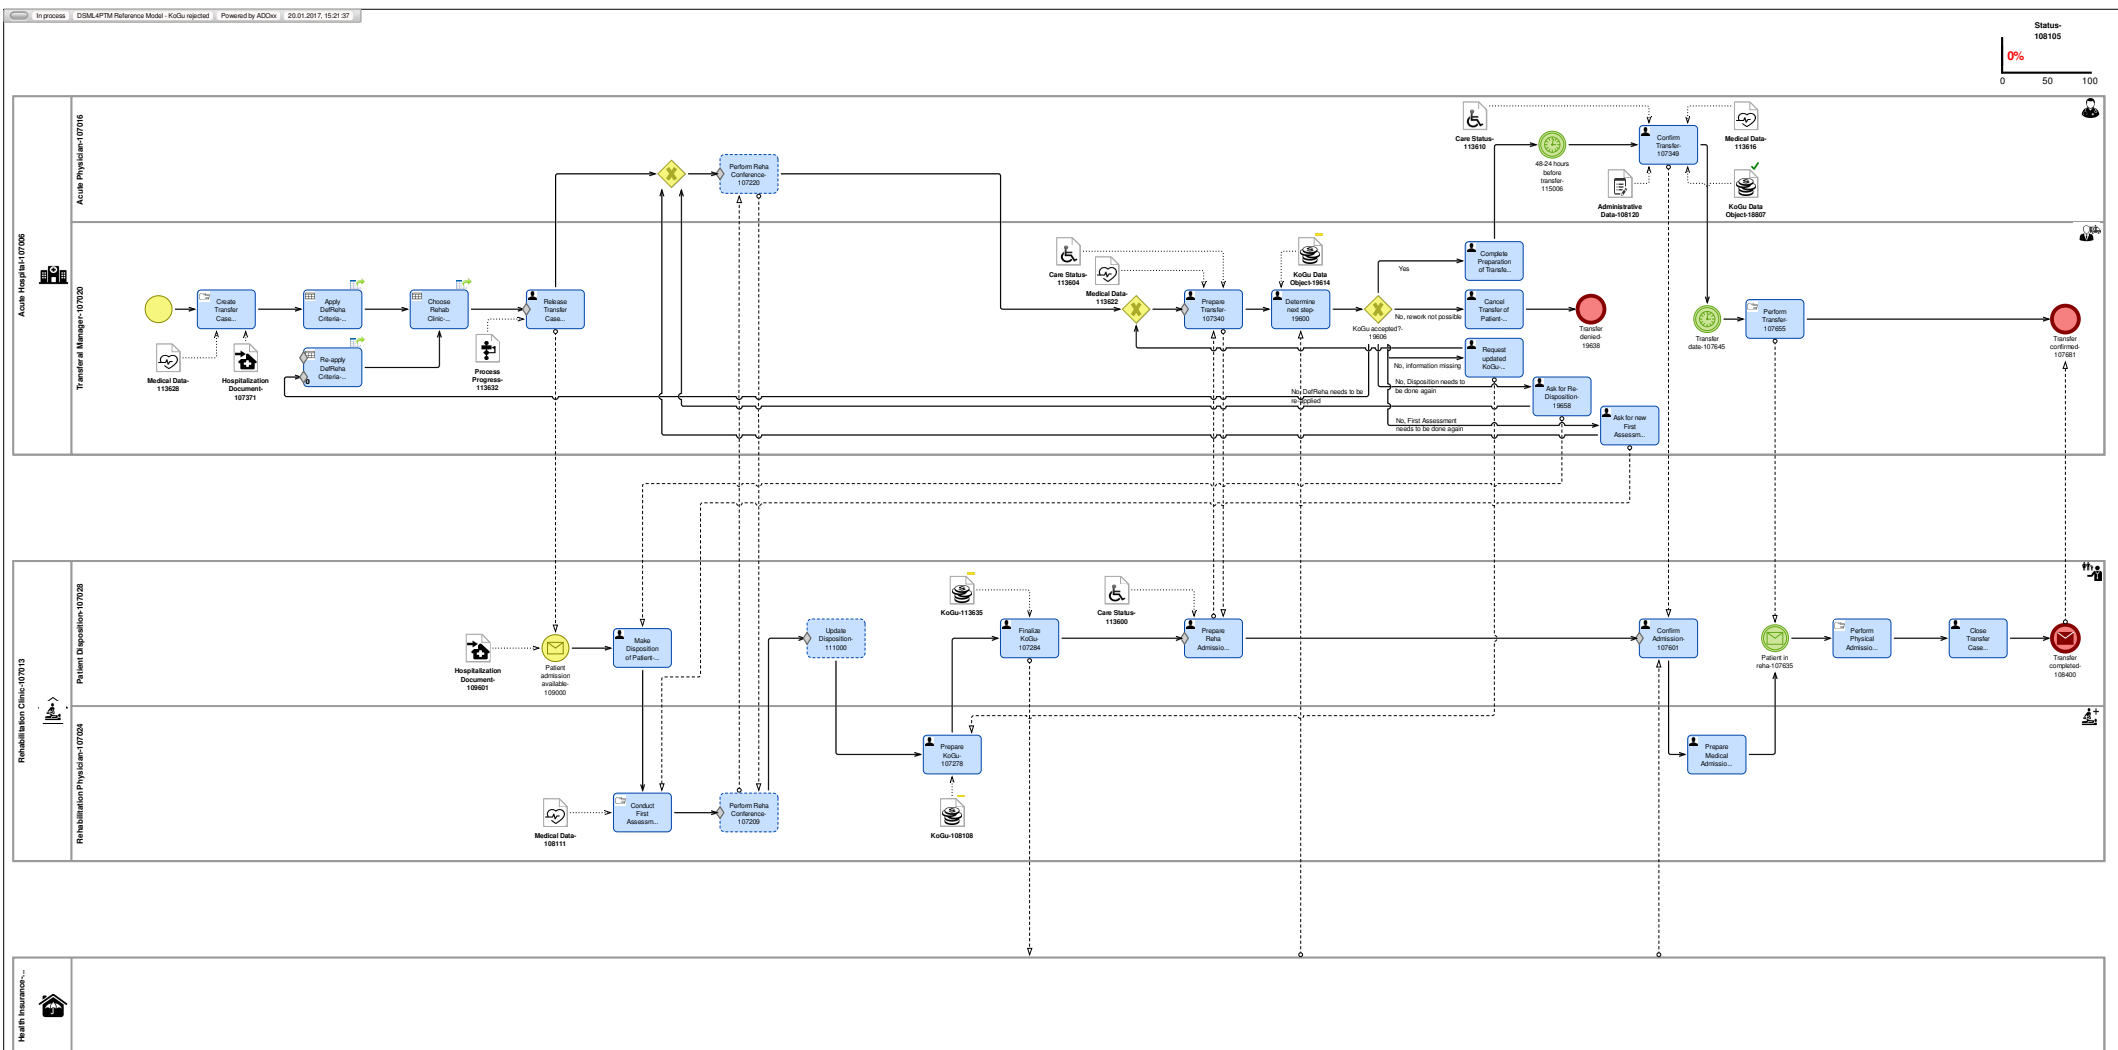 In process
DSML4PTM Reference Model - KoGu rejected
Powered by ADOxx
20.01.2017, 15:21:37
Status-
108105
0%
0
50
100
Acute Hospital-107006
Acute Physician-107016
Perform Reha
Conference-
107220
Care Status-
113610
48-24 hours
before
transfer-
115006
Confirm
Transfer-
107349
Medical Data-
113616
Administrative
Data-108120
KoGu Data
Object-18807
Transferal Manager-107020
Create
Transfer
Case...
Medical Data-
113628
Hospitalization
Document-
107371
Apply
DefReha
Criteria-...
Re-apply
DefReha
Criteria-...
Choose
Rehab
Clinic-...
Process
Progress-
113632
Release
Transfer
Case...
Care Status-
113604
Medical Data-
113622
Prepare
Transfer-
107340
KoGu Data
Object-19614
Determine
next step-
19600
KoGu accepted?-
19606
Yes
Complete
Preparation
of Transfe...
No, rework not possible
Cancel
Transfer of
Patient-...
Transfer
denied-
19638
No, information missing
Request
updated
KoGu-...
No, Disposition needs to
be done again
Ask for Re-
Disposition-
19658
No, DefReha needs to be
re-applied
No, First Assessment
needs to be done again
Ask for new
First
Assessm...
Transfer
date-107645
Perform
Transfer-
107655
Transfer
confirmed-
107681
Rehabilitation Clinic-107013
Patient Disposition-107028
Hospitalization
Document-
109601
Patient
admission
available-
109000
Make
Disposition
of Patient-...
Update
Disposition-
111000
KoGu-113635
Finalize
KoGu-
107284
Care Status-
113600
Prepare
Reha
Admissio...
Confirm
Admission-
107601
Patient in
reha-107635
Perform
Physical
Admissio...
Close
Transfer
Case...
Transfer
completed-
108400
Rehabilitation Physician-107024
Medical Data-
108111
Conduct
First
Assessm...
Perform Reha
Conference-
107209
Prepare
KoGu-
107278
KoGu-108108
Prepare
Medical
Admissio...
Health Insurance-...